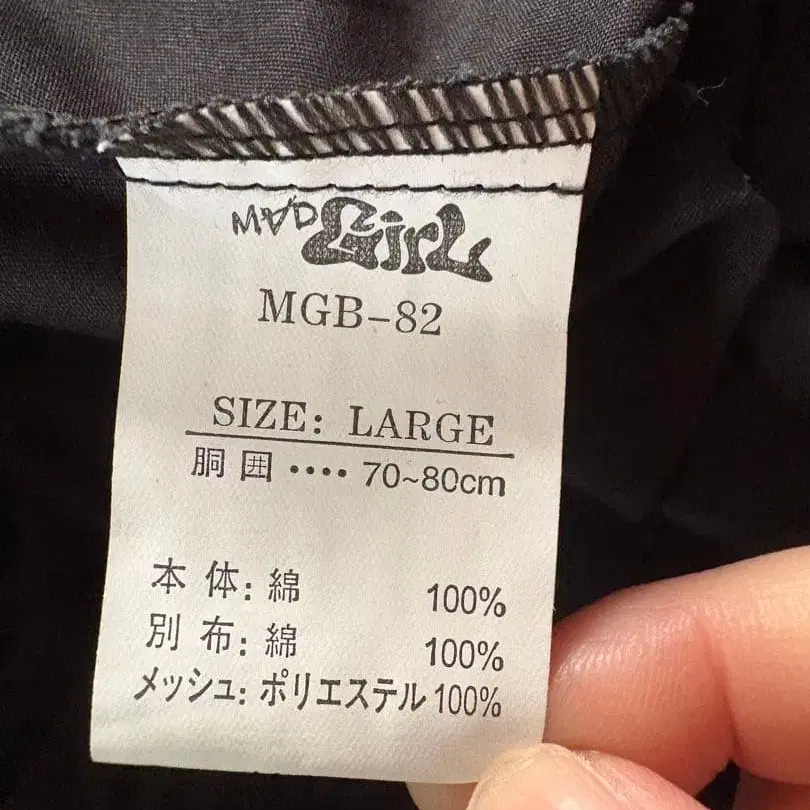 MAD GirL
MGB-82
SIZE: LARGE
胴囲 ···· 70~80cm
本体: 綿 100%
別布: 綿 100%
メッシュ: ポリエステル 100%